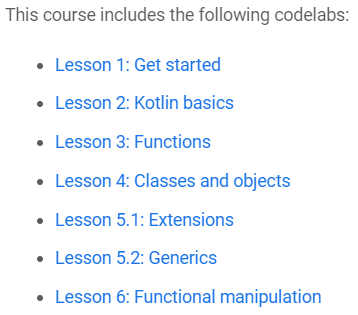 This course includes the following codelabs:
Lesson 1: Get started
Lesson 2: Kotlin basics
Lesson 3: Functions
Lesson 4: Classes and objects
Lesson 5.1: Extensions
Lesson 5.2: Generics
Lesson 6: Functional manipulation